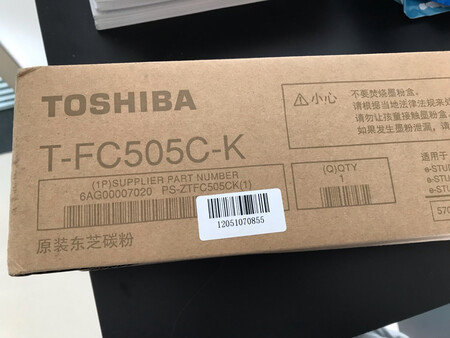 TOSHIBA
T-FC505C-K
(1P)SUPPLIER PART NUMBER
6AG00007020 PS-ZTFC505CK(1)
(Q)QTY
1
12051070855
原装东芝碳粉
小心
不要焚烧墨粉盒。
请根据当地法律法规来处
请勿让孩童接触墨粉盒。
如果发生粉泄漏，请
适用于
e-STU
e-STU
e-STU
570